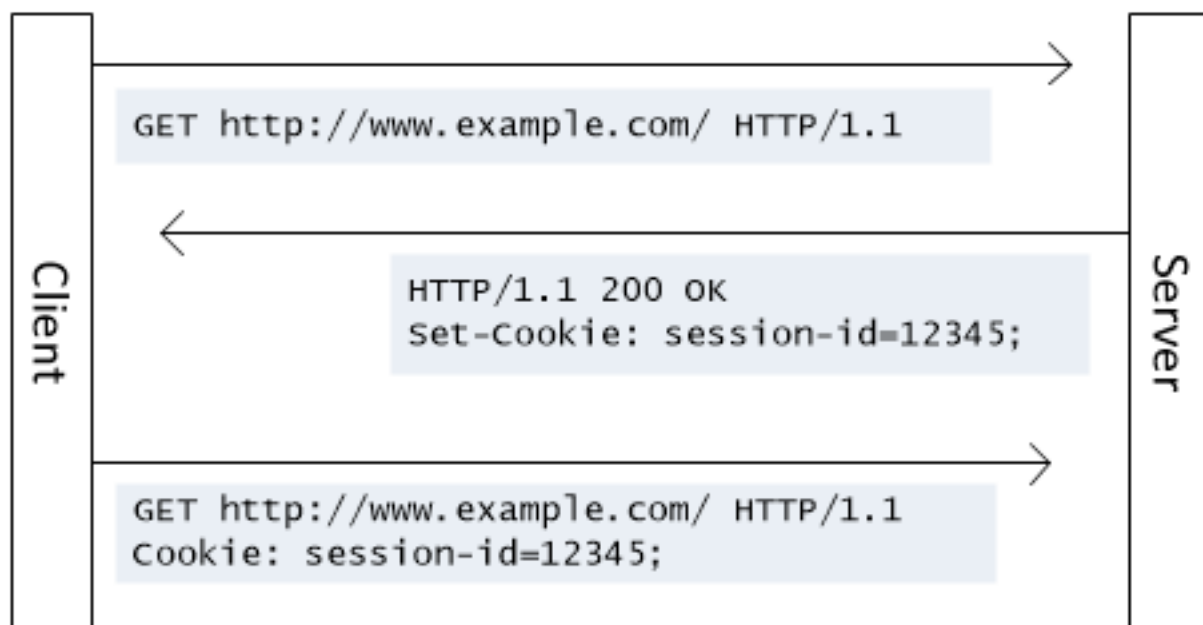 GET http://www.example.com/ HTTP/1.1
Client
HTTP/1.1 200 OK
Set-Cookie: session-id=12345;
Server
GET http://www.example.com/ HTTP/1.1
Cookie: session-id=12345;